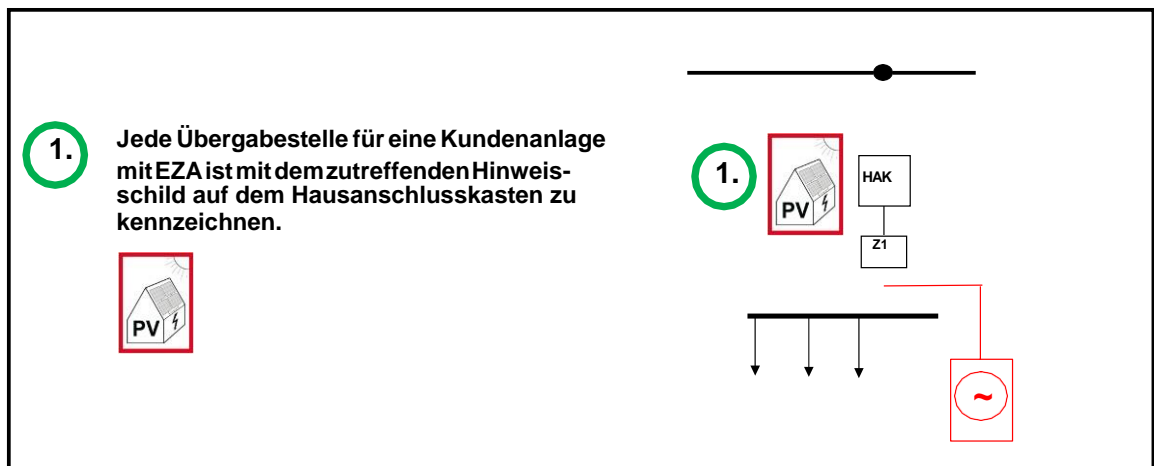 1.
Jede Übergabestelle für eine Kundenanlage
mit EZA ist mit dem zutreffenden Hinweis-
schild auf dem Hausanschlusskasten zu
kennzeichnen.
PV
1.
PV
HAK
Z1
~